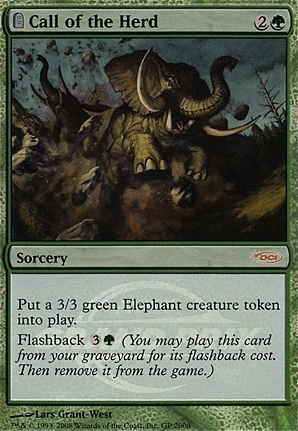 Call of the Herd 2
Sorcery
DCI
Put a 3/3 green Elephant creature token
into play.
Flashback 3 (You may play this card
from your graveyard for its flashback cost.
Then remove it from the game.)
Lars Grant-West
™ & © 1993-2008 Wizards of the Coast, Inc. GP 2008